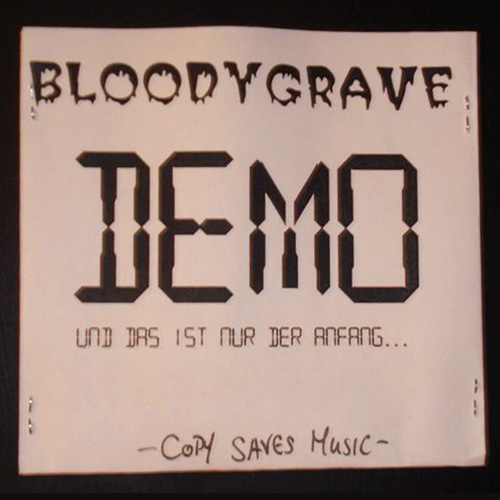 BLOODYGRAVE
DEMO
UND DAS IST NUR DER ANFANG...
-COPY SAVES MUSIC-